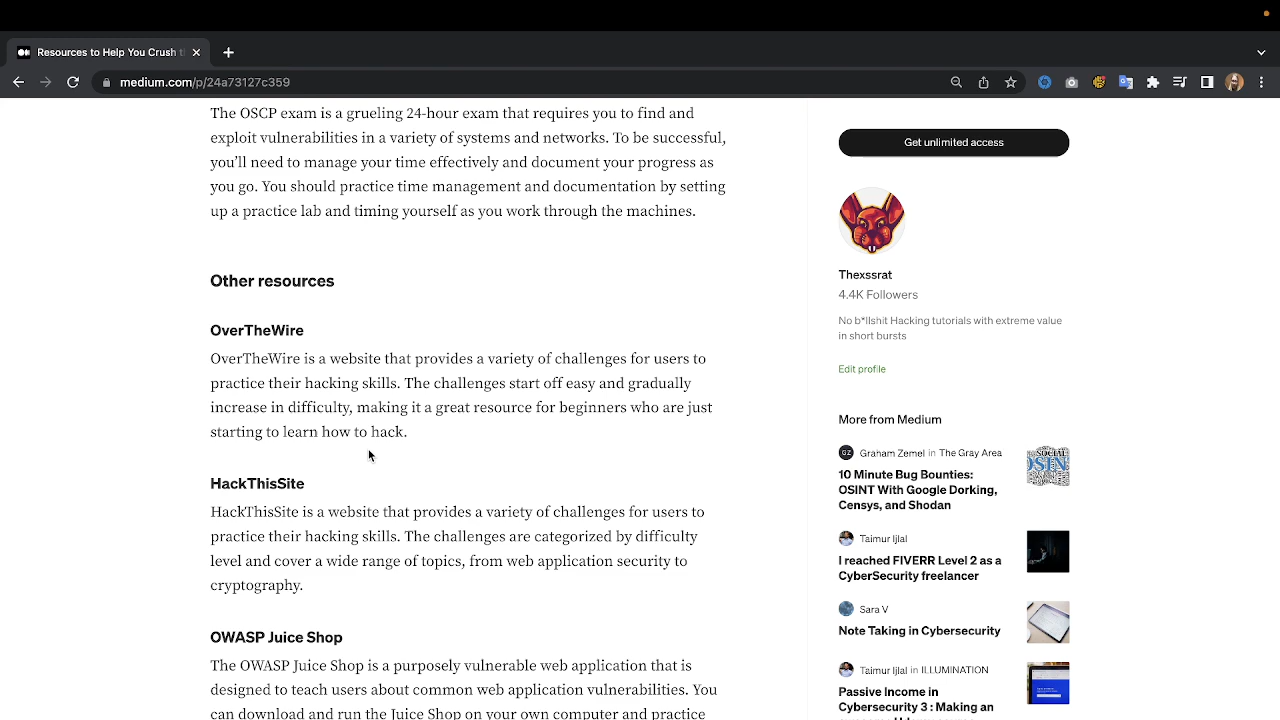 Resources to Help You Crush t
medium.com/p/24a73127c359
The OSCP exam is a grueling 24-hour exam that requires you to find and
exploit vulnerabilities in a variety of systems and networks. To be successful,
you’ll need to manage your time effectively and document your progress as
you go. You should practice time management and documentation by setting
up a practice lab and timing yourself as you work through the machines.
Other resources
OverTheWire
OverTheWire is a website that provides a variety of challenges for users to
practice their hacking skills. The challenges start off easy and gradually
increase in difficulty, making it a great resource for beginners who are just
starting to learn how to hack.
HackThisSite
HackThisSite is a website that provides a variety of challenges for users to
practice their hacking skills. The challenges are categorized by difficulty
level and cover a wide range of topics, from web application security to
cryptography.
OWASP Juice Shop
The OWASP Juice Shop is a purposely vulnerable web application that is
designed to teach users about common web application vulnerabilities. You
can download and run the Juice Shop on your own computer and practice
Get unlimited access
Thexssrat
4.4K Followers
No b*llshit Hacking tutorials with extreme value
in short bursts
Edit profile
More from Medium
GZ Graham Zemel in The Gray Area
10 Minute Bug Bounties:
OSINT With Google Dorking,
Censys, and Shodan
SOCIAL
OSINT
Taimur Ijlal
I reached FIVERR Level 2 as a
CyberSecurity freelancer
Sara V
Note Taking in Cybersecurity
Taimur Ijlal in ILLUMINATION
Passive Income in
Cybersecurity 3 : Making an